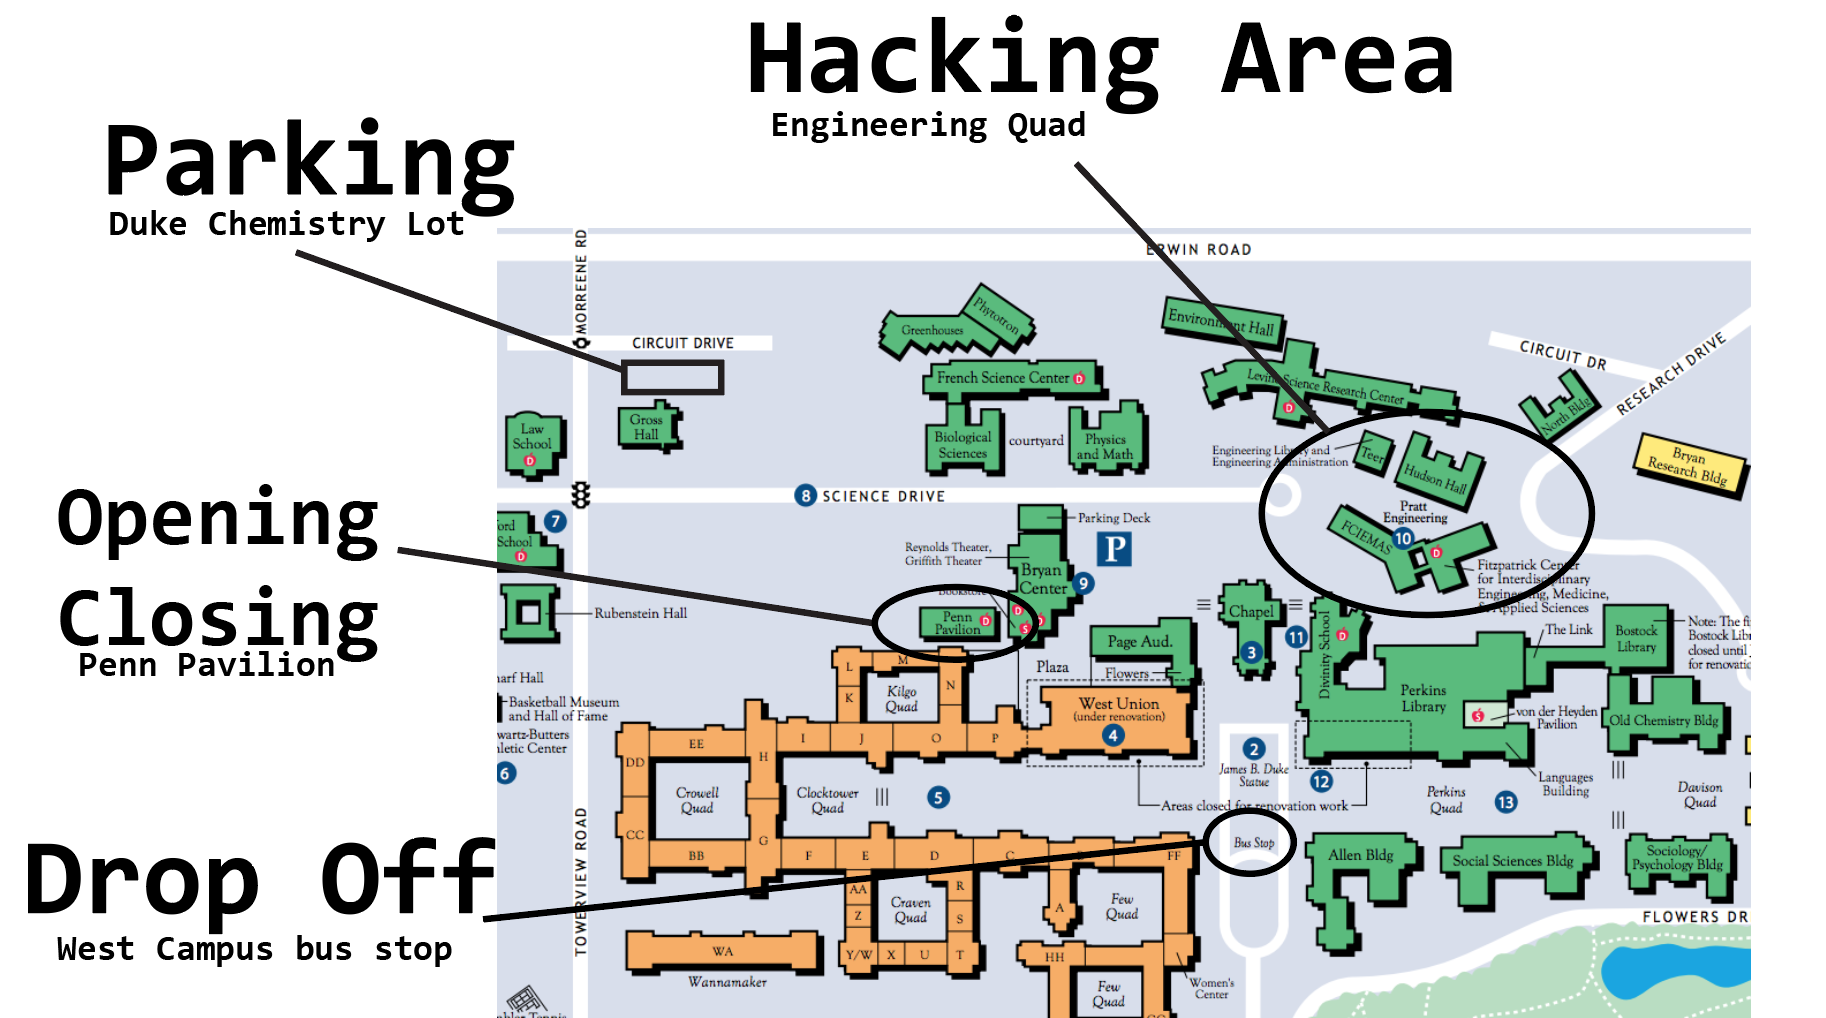 Hacking Area
Engineering Quad
Parking
Duke Chemistry Lot
Opening
Closing
Penn Pavilion
Drop Off
West Campus bus stop
MORREENE RD
ERWIN ROAD
CIRCUIT DRIVE
Greenhouses
Phytotron
Environment Hall
CIRCUIT DR
RESEARCH DRIVE
French Science Center
D
Levine Science Research Center
D
North Bldg
Law
School
D
Gross
Hall
Biological
Sciences
courtyard
Physics
and Math
Engineering Library and
Engineering Administration
Teer
Hudson Hall
Bryan
Research Bldg
8
SCIENCE DRIVE
Pratt
Engineering
10
FCIEMAS
D
Fitzpatrick Center
for Interdisciplinary
Engineering, Medicine,
& Applied Sciences
ord
School
D
7
Parking Deck
P
Reynolds Theater,
Griffith Theater
Bryan
Center
9
Bookstore
D
S
Penn
Pavilion
D
Rubenstein Hall
Chapel
3
11
Divinity School
D
The Link
Bostock
Library
Note: The fi
Bostock Libr
closed until
for renovatio
Page Aud.
Plaza
Flowers
L
M
K
N
Kilgo
Quad
West Union
(under renovation)
4
Perkins
Library
S
von der Heyden
Pavilion
Old Chemistry Bldg
arf Hall
Basketball Museum
and Hall of Fame
wartz-Butters
hletic Center
6
EE
DD
H
I
J
O
P
Crowell
Quad
Clocktower
Quad
5
2
James B. Duke
Statue
12
Languages
Building
Perkins
Quad
13
Davison
Quad
Areas closed for renovation work
CC
BB
G
F
E
D
C
FF
Bus Stop
Allen Bldg
Social Sciences Bldg
Sociology/
Psychology Bldg
TOWERVIEW ROAD
AA
Z
Y/W
X
U
T
R
S
Craven
Quad
A
Few
Quad
FLOWERS DRI
WA
Wannamaker
HH
Few
Quad
Women's
Center